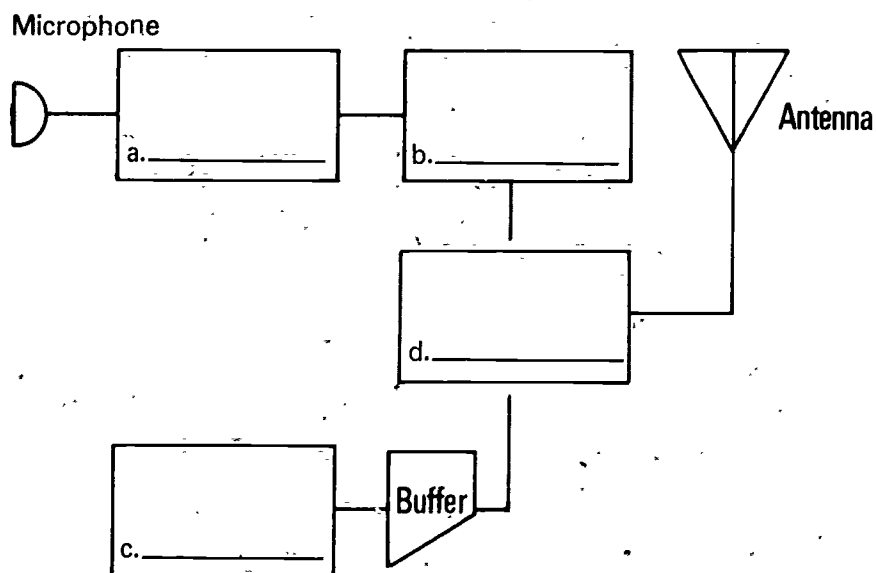 Microphone
Antenna
a.
b.
d.
Buffer
c.